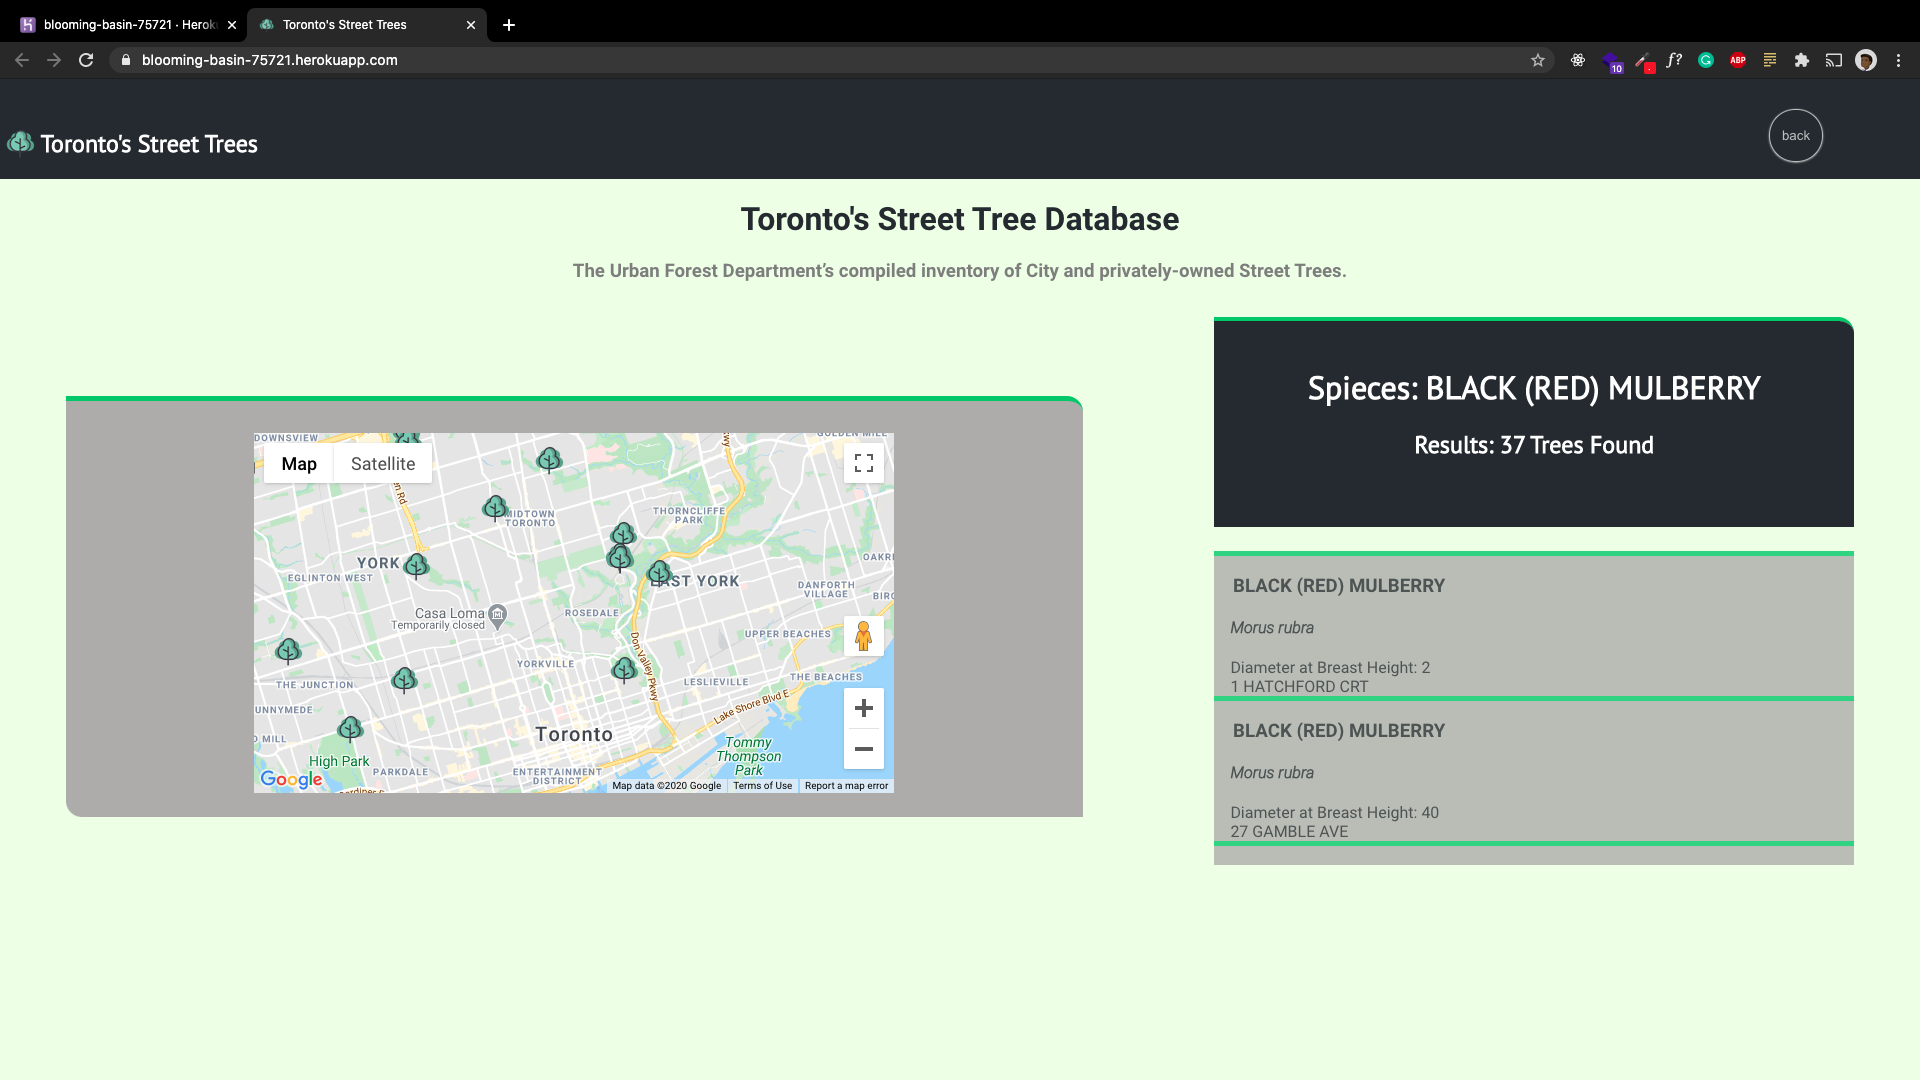 blooming-basin-75721 · Herok
Toronto's Street Trees
blooming-basin-75721.herokuapp.com
10
f?
G
ABP
Toronto's Street Trees
back
Toronto's Street Tree Database
The Urban Forest Department’s compiled inventory of City and privately-owned Street Trees.
Spieces: BLACK (RED) MULBERRY
Results: 37 Trees Found
DOWNSVIEW
GOLDEN MILL
Map
Satellite
MIDTOWN
TORONTO
THORNCLIFFE
PARK
YORK
EGLINTON WEST
EAST YORK
OAKR
DANFORTH
VILLAGE
BIRC
Casa Loma
Temporarily closed
ROSEDALE
UPPER BEACHES
Don Valley Pkwy
YORKVILLE
THE JUNCTION
LESLIEVILLE
THE BEACHES
UNNYMEDE
Lake Shore Blvd E
Toronto
D MILL
High Park
PARKDALE
ENTERTAINMENT
DISTRICT
Tommy
Thompson
Park
Google
Map data ©2020 Google
Terms of Use
Report a map error
BLACK (RED) MULBERRY
Morus rubra
Diameter at Breast Height: 2
1 HATCHFORD CRT
BLACK (RED) MULBERRY
Morus rubra
Diameter at Breast Height: 40
27 GAMBLE AVE